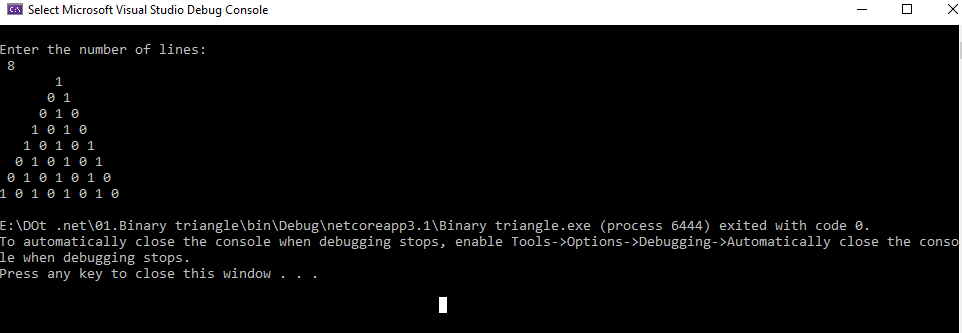 Select Microsoft Visual Studio Debug Console
Enter the number of lines:
8
1
0 1
0 1 0
1 0 1 0
1 0 1 0 1
0 1 0 1 0 1
0 1 0 1 0 1 0
1 0 1 0 1 0 1 0
E:\DOt .net\01.Binary triangle\bin\Debug\netcoreapp3.1\Binary triangle.exe (process 6444) exited with code 0.
To automatically close the console when debugging stops, enable Tools->Options->Debugging->Automatically close the conso
le when debugging stops.
Press any key to close this window . . .